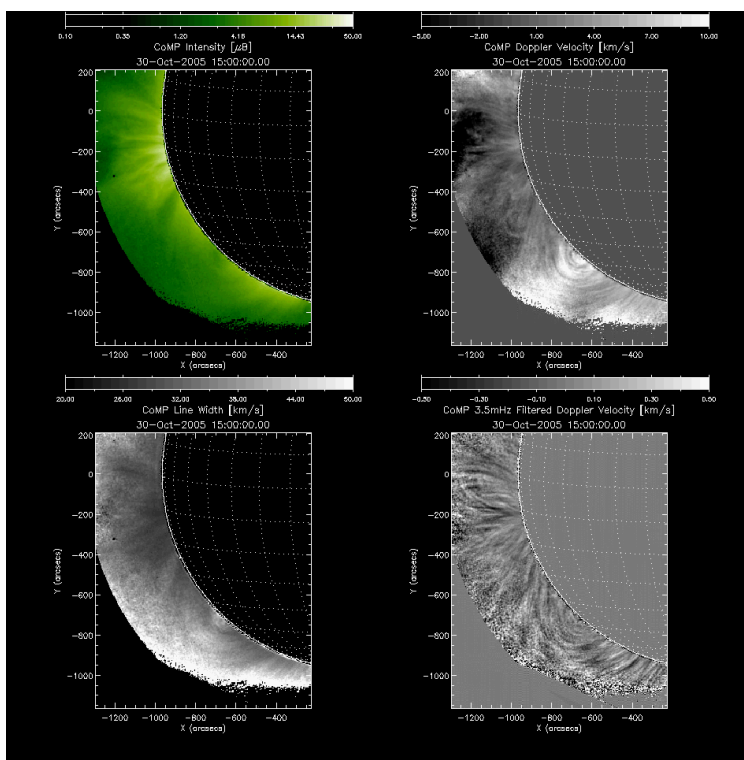 0.10 0.35 1.20 4.16 14.43 50.00
CoMP Intensity [μB]
30-Oct-2005 15:00:00.00
200
0
-200
-400
-600
-800
-1000
Y (arcsecs)
-1200 -1000 -800 -600 -400
X (arcsecs)
-5.00 -2.00 1.00 4.00 7.00 10.00
CoMP Doppler Velocity [km/s]
30-Oct-2005 15:00:00.00
200
0
-200
-400
-600
-800
-1000
Y (arcsecs)
-1200 -1000 -800 -600 -400
X (arcsecs)
20.00 26.00 32.00 38.00 44.00 50.00
CoMP Line Width [km/s]
30-Oct-2005 15:00:00.00
200
0
-200
-400
-600
-800
-1000
Y (arcsecs)
-1200 -1000 -800 -600 -400
X (arcsecs)
-0.50 -0.30 -0.10 0.10 0.30 0.50
CoMP 3.5mHz Filtered Doppler Velocity [km/s]
30-Oct-2005 15:00:00.00
200
0
-200
-400
-600
-800
-1000
Y (arcsecs)
-1200 -1000 -800 -600 -400
X (arcsecs)